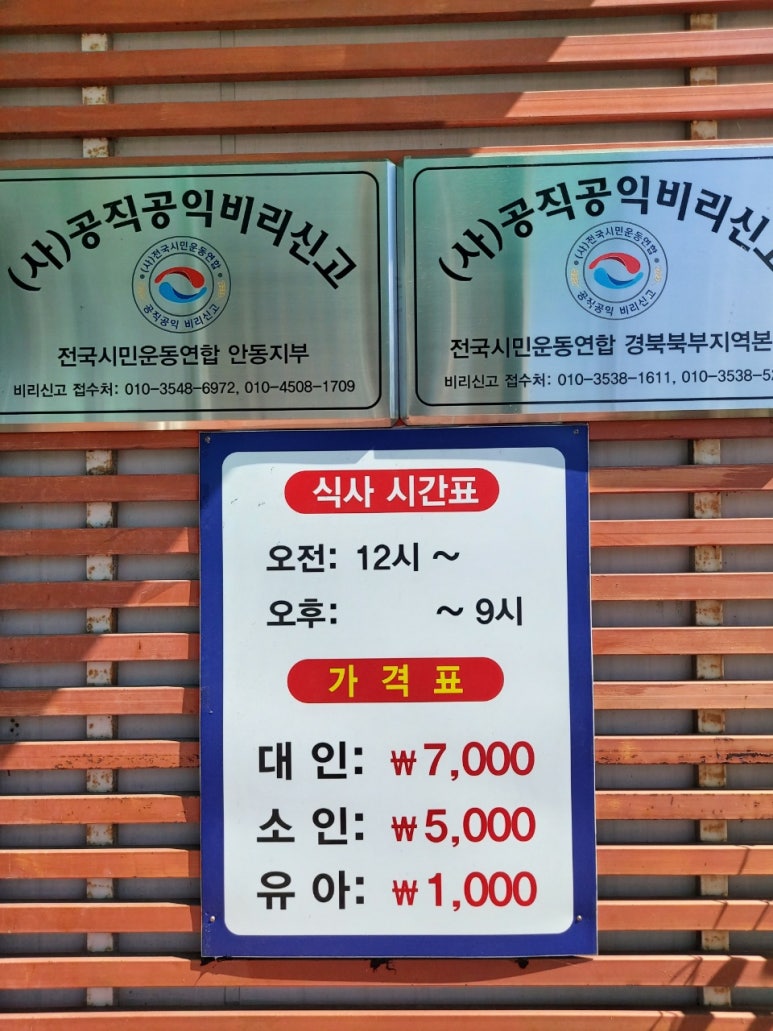 (사)공직공익비리신고
(사)전국시민운동연합
공직공익 비리신고
전국시민운동연합 안동지부
비리신고 접수처: 010-3548-6972, 010-4508-1709
(사)공직공익비리신고
(사)전국시민운동연합
공직공익 비리신고
전국시민운동연합 경북북부지역본
비리신고 접수처: 010-3538-1611, 010-3538-5
식사 시간표
오전: 12시 ~
오후: ~ 9시
가 격 표
대 인: ₩7,000
소 인: ₩5,000
유 아: ₩1,000